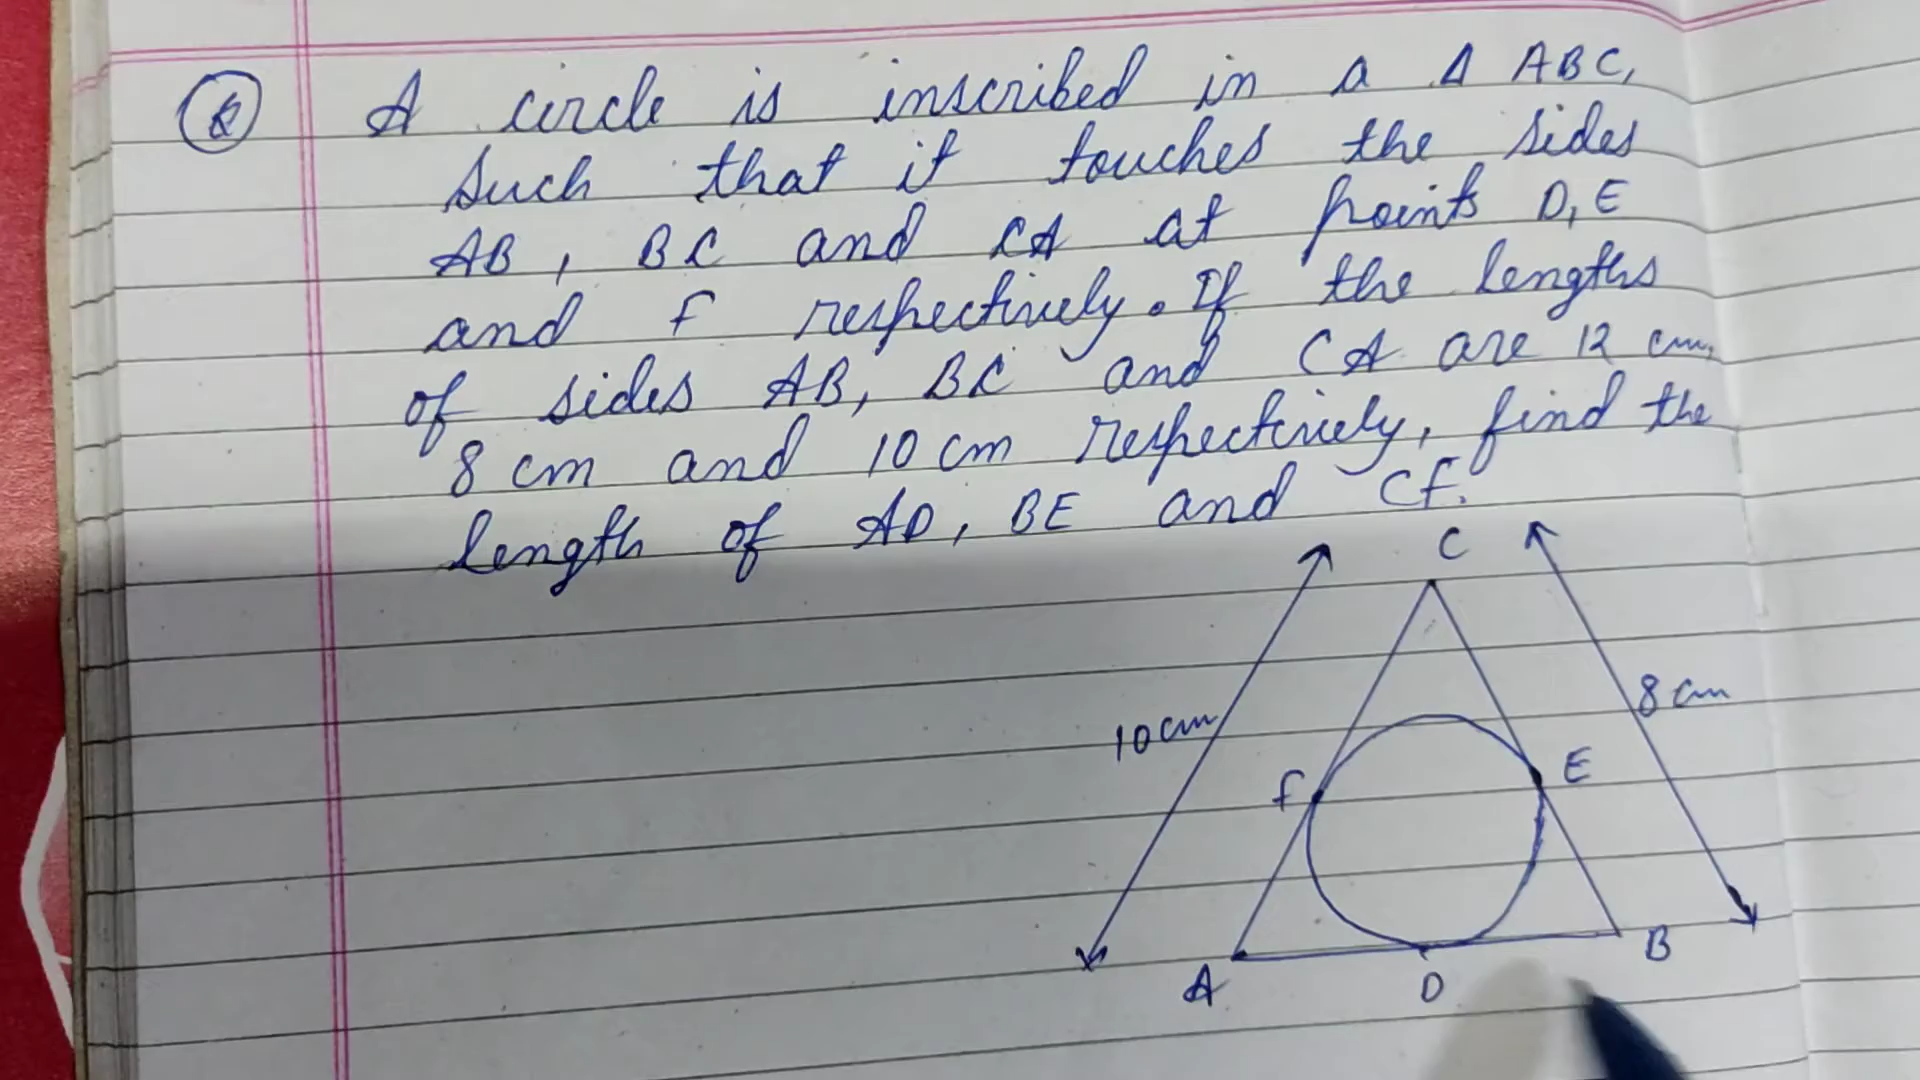 Q A circle is inscribed in a Δ ABC,
such that it touches the sides
AB, BC and CA at points D, E
and F respectively. If the lengths
of sides AB, BC and CA are 12 cm,
8 cm and 10 cm respectively, find the
length of AD, BE and CF.
C
10 cm
8 cm
F
E
A
D
B